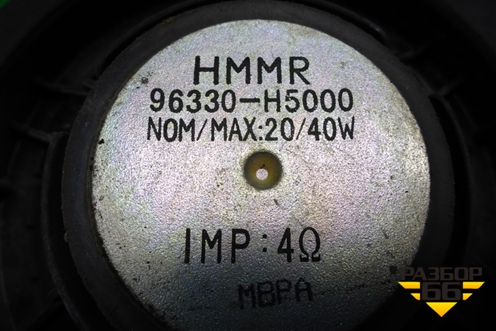 HMMR
96330-H5000
NOM/MAX:20/40W
IMP:4Ω
MBPA
РАЗБОР
66